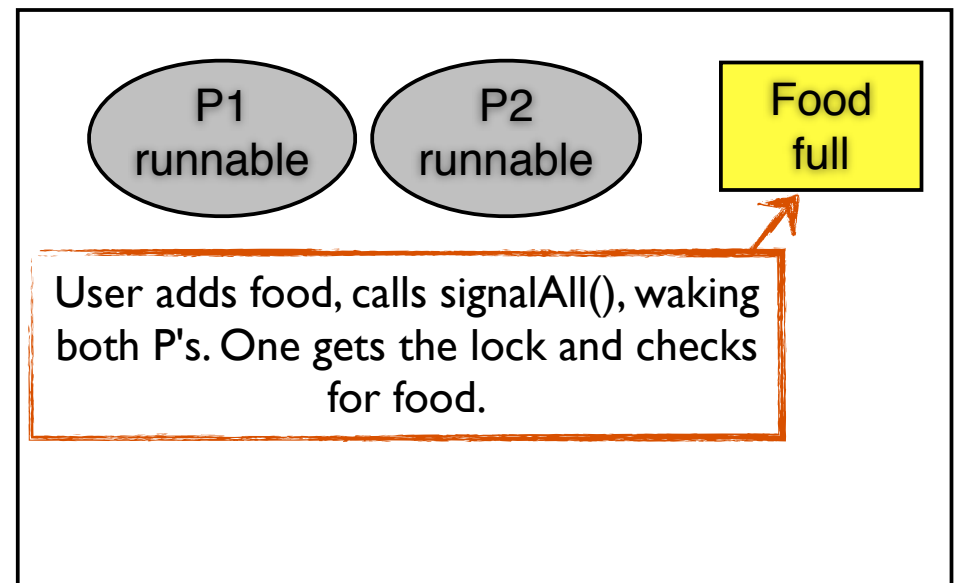 P1
runnable
P2
runnable
Food
full
User adds food, calls signalAll(), waking
both P's. One gets the lock and checks
for food.